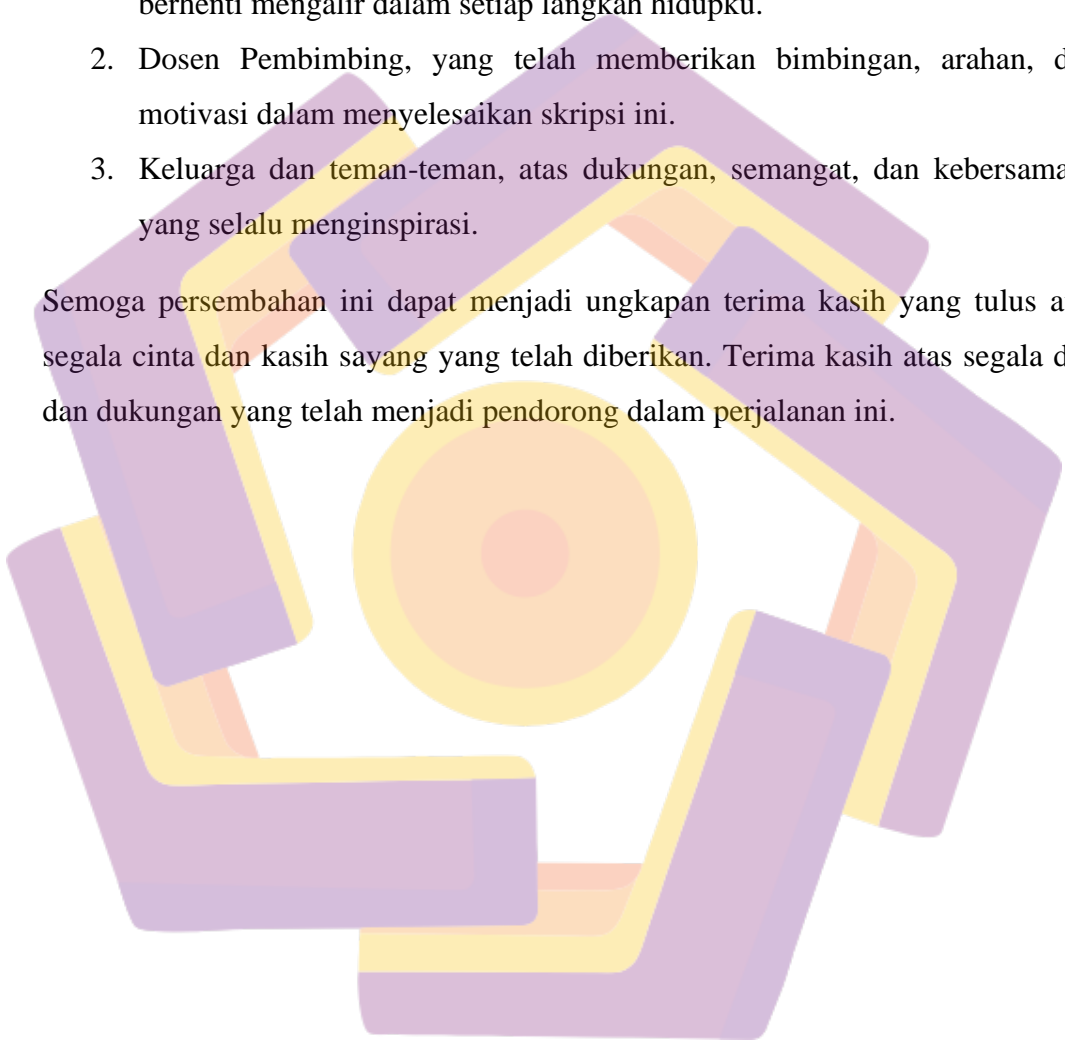 berhenti mengalir dalam setiap langkah hidupku.
2. Dosen Pembimbing, yang telah memberikan bimbingan, arahan, d
motivasi dalam menyelesaikan skripsi ini.
3. Keluarga dan teman-teman, atas dukungan, semangat, dan kebersama
yang selalu menginspirasi.
Semoga persembahan ini dapat menjadi ungkapan terima kasih yang tulus a
segala cinta dan kasih sayang yang telah diberikan. Terima kasih atas segala d
dan dukungan yang telah menjadi pendorong dalam perjalanan ini.